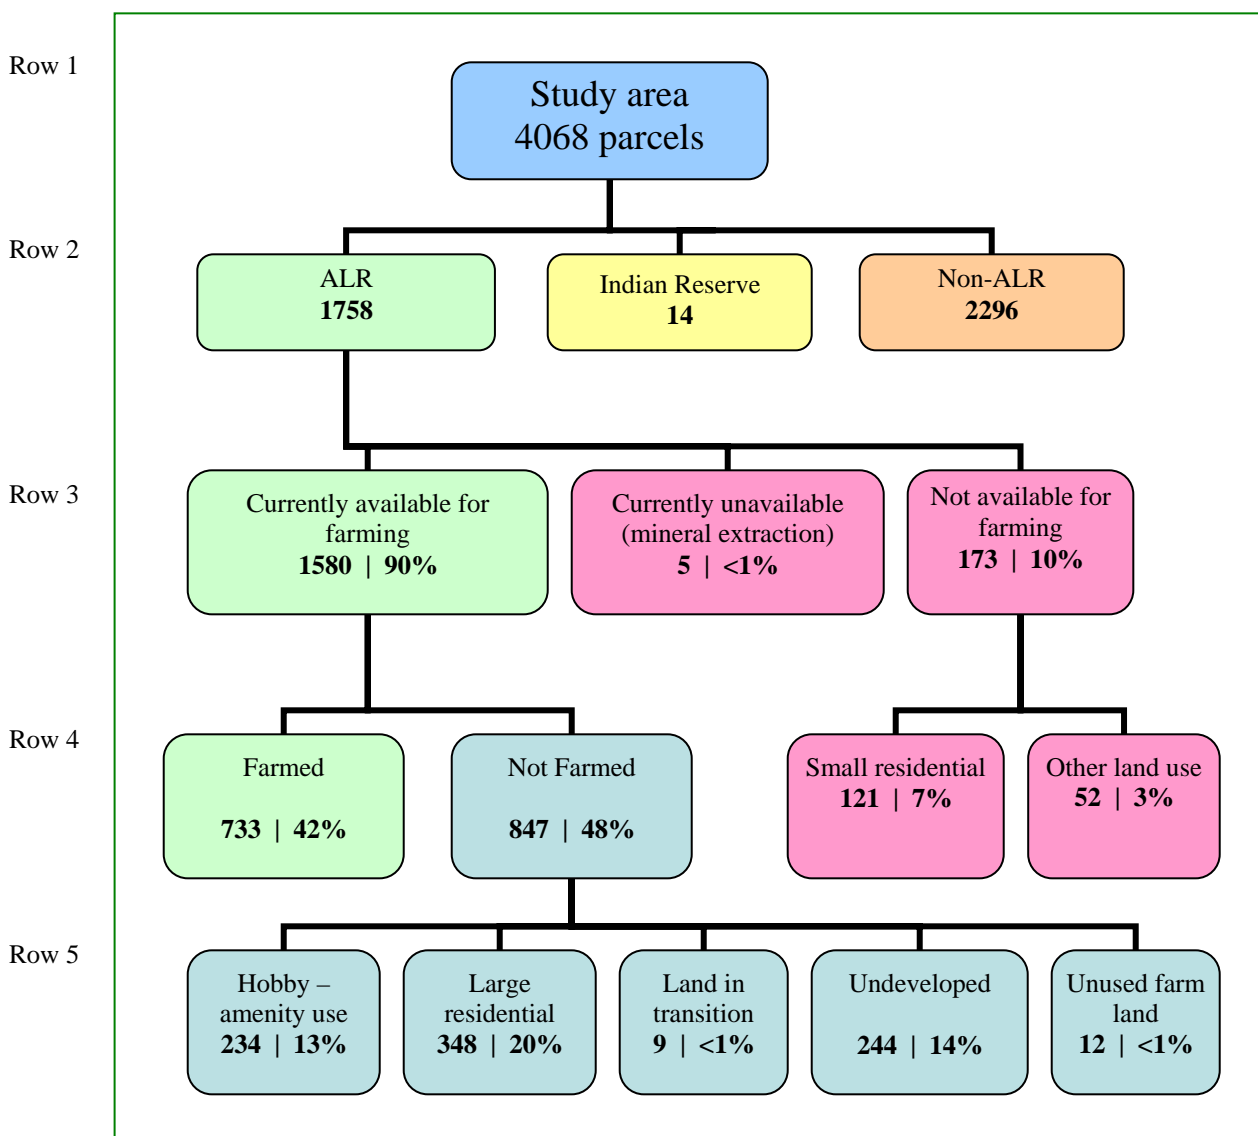 Row 1
Study area
4068 parcels
Row 2
ALR
1758
Indian Reserve
14
Non-ALR
2296
Row 3
Currently available for
farming
1580 | 90%
Currently unavailable
(mineral extraction)
5 | <1%
Not available for
farming
173 | 10%
Row 4
Farmed
733 | 42%
Not Farmed
847 | 48%
Small residential
121 | 7%
Other land use
52 | 3%
Row 5
Hobby –
amenity use
234 | 13%
Large
residential
348 | 20%
Land in
transition
9 | <1%
Undeveloped
244 | 14%
Unused farm
land
12 | <1%